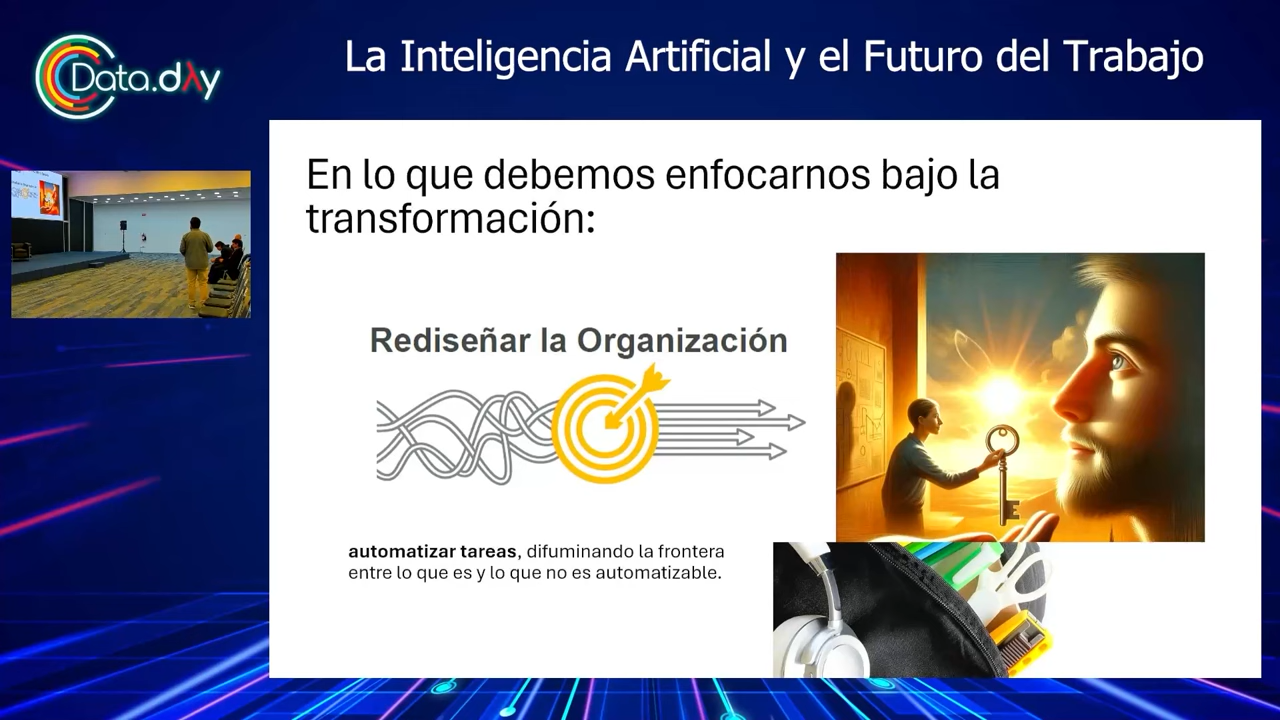 Data.dλy
La Inteligencia Artificial y el Futuro del Trabajo
En lo que debemos enfocarnos bajo la
transformación:
Rediseñar la Organización
automatizar tareas, difuminando la frontera
entre lo que es y lo que no es automatizable.